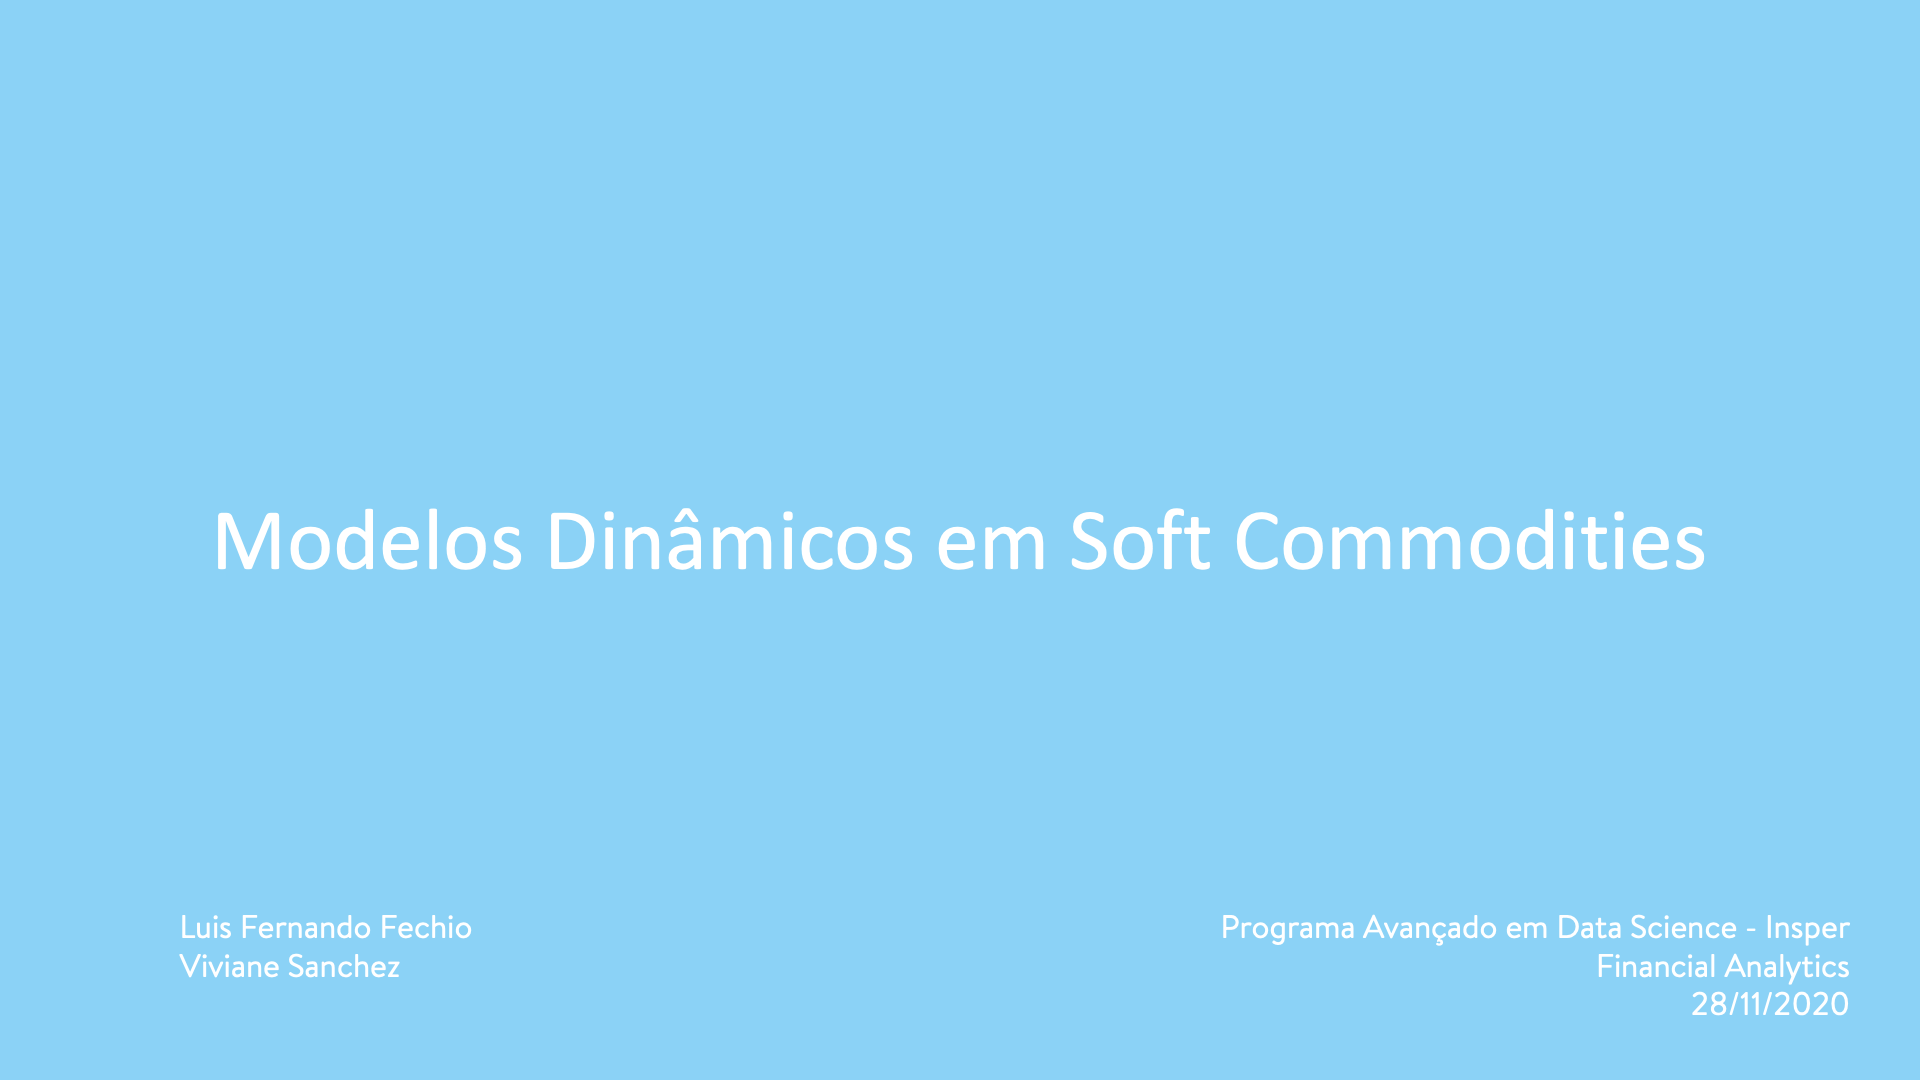 Modelos Dinâmicos em Soft Commodities
Luis Fernando Fechio
Viviane Sanchez
Programa Avançado em Data Science - Insper
Financial Analytics
28/11/2020